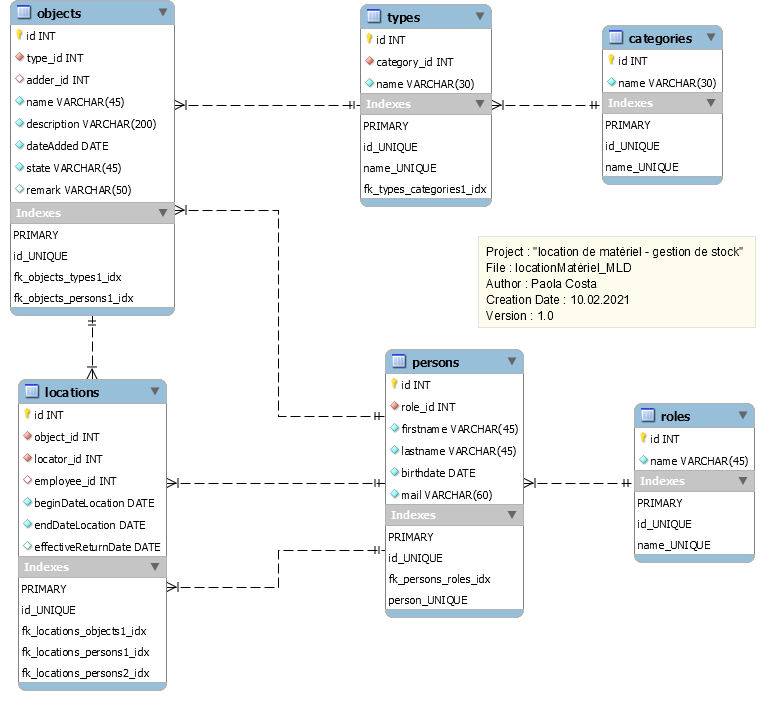 objects
id INT
type_id INT
adder_id INT
name VARCHAR(45)
description VARCHAR(200)
dateAdded DATE
state VARCHAR(45)
remark VARCHAR(50)
Indexes
PRIMARY
id_UNIQUE
fk_objects_types1_idx
fk_objects_persons1_idx
types
id INT
category_id INT
name VARCHAR(30)
Indexes
PRIMARY
id_UNIQUE
name_UNIQUE
fk_types_categories1_idx
categories
id INT
name VARCHAR(30)
Indexes
PRIMARY
id_UNIQUE
name_UNIQUE
Project : "location de matériel - gestion de stock"
File : locationMatériel_MLD
Author : Paola Costa
Creation Date : 10.02.2021
Version : 1.0
locations
id INT
object_id INT
locator_id INT
employee_id INT
beginDateLocation DATE
endDateLocation DATE
effectiveReturnDate DATE
Indexes
PRIMARY
id_UNIQUE
fk_locations_objects1_idx
fk_locations_persons1_idx
fk_locations_persons2_idx
persons
id INT
role_id INT
firstname VARCHAR(45)
lastname VARCHAR(45)
birthdate DATE
mail VARCHAR(60)
Indexes
PRIMARY
id_UNIQUE
fk_persons_roles_idx
person_UNIQUE
roles
id INT
name VARCHAR(45)
Indexes
PRIMARY
id_UNIQUE
name_UNIQUE